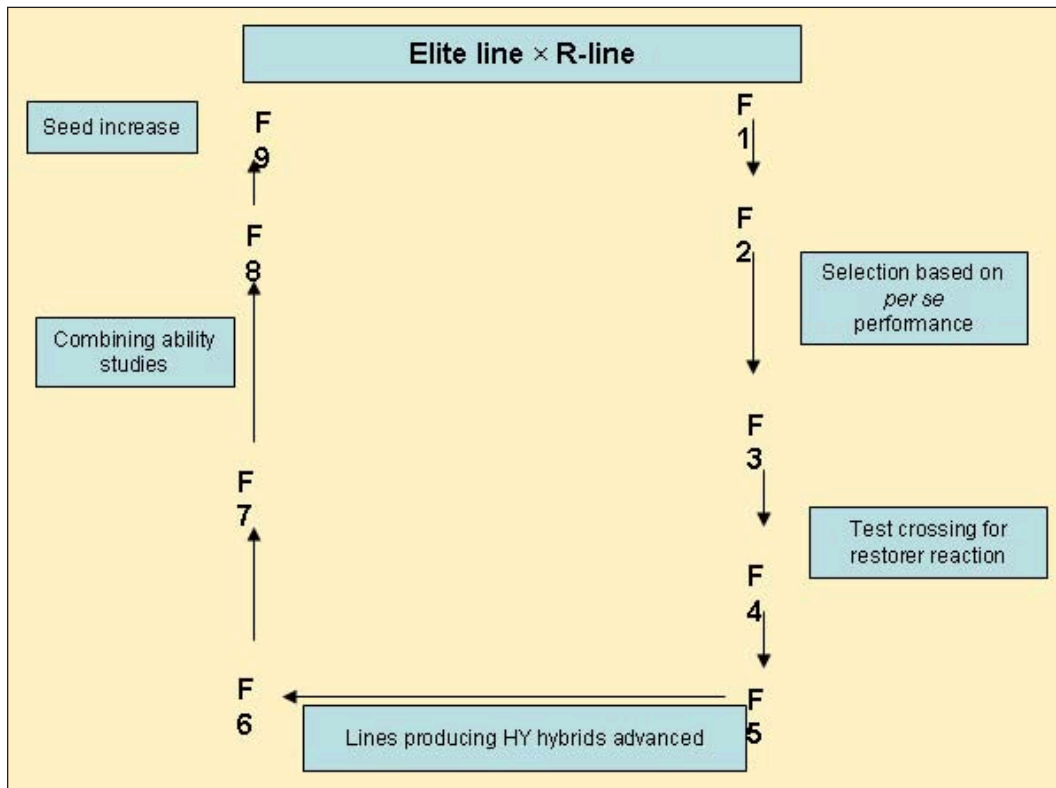 Elite line × R-line
F
1
F
2
Selection based on
per se
performance
F
3
Test crossing for
restorer reaction
F
4
F
5
Lines producing HY hybrids advanced
F
6
F
7
Combining ability
studies
F
8
F
9
Seed increase